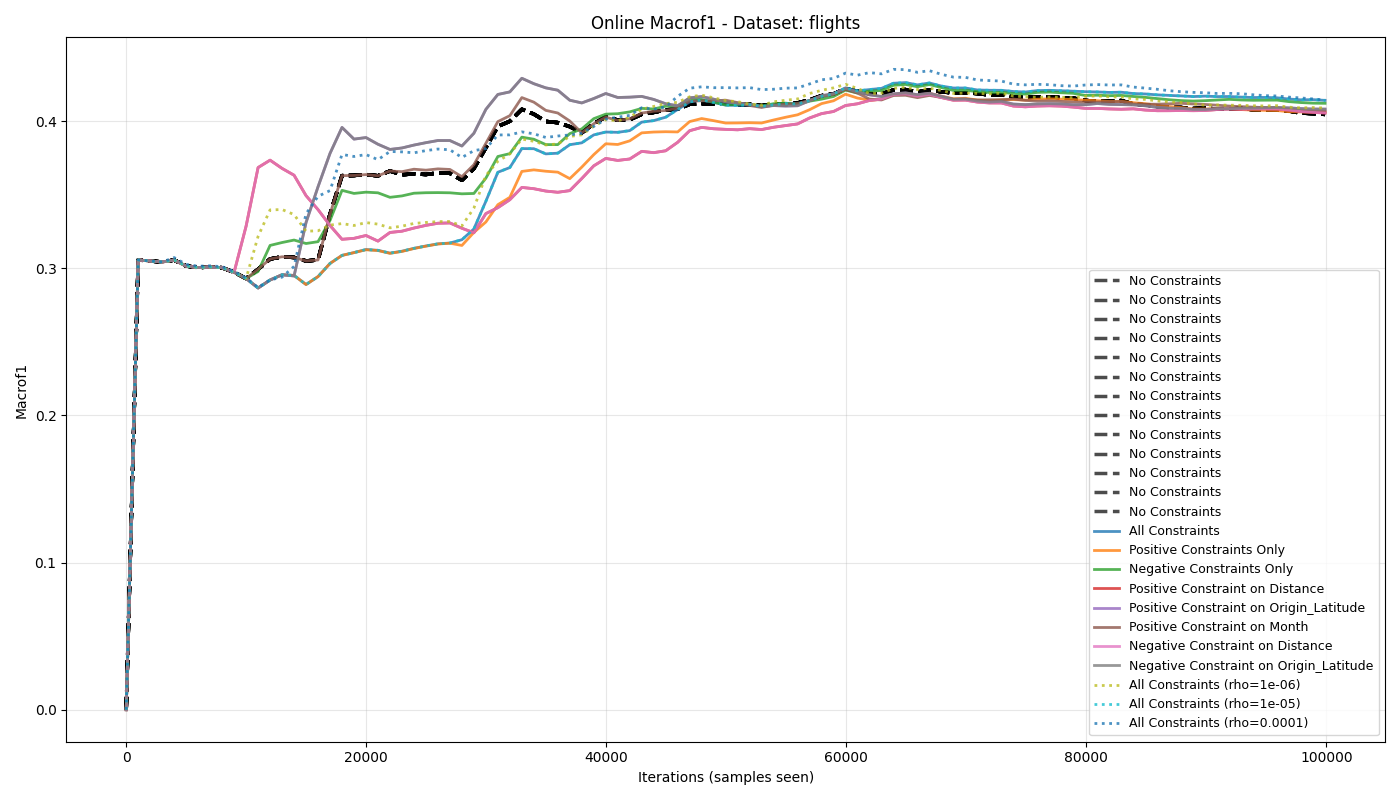 Online Macrof1 - Dataset: flights
Macrof1
0.4
0.3
0.2
0.1
0.0
No Constraints
No Constraints
No Constraints
No Constraints
No Constraints
No Constraints
No Constraints
No Constraints
No Constraints
No Constraints
No Constraints
No Constraints
No Constraints
All Constraints
Positive Constraints Only
Negative Constraints Only
Positive Constraint on Distance
Positive Constraint on Origin_Latitude
Positive Constraint on Month
Negative Constraint on Distance
Negative Constraint on Origin_Latitude
All Constraints (rho=1e-06)
All Constraints (rho=1e-05)
All Constraints (rho=0.0001)
0 20000 40000 60000 80000 100000
Iterations (samples seen)